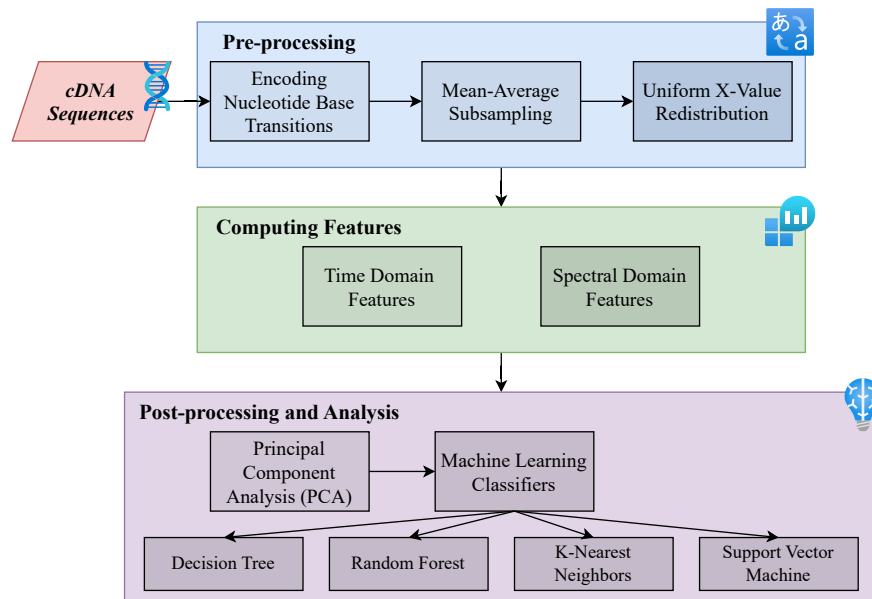 あ
a
Pre-processing
cDNA
Sequences
Encoding
Nucleotide Base
Transitions
Mean-Average
Subsampling
Uniform X-Value
Redistribution
Computing Features
Time Domain
Features
Spectral Domain
Features
Post-processing and Analysis
Principal
Component
Analysis (PCA)
Machine Learning
Classifiers
Decision Tree
Random Forest
K-Nearest
Neighbors
Support Vector
Machine